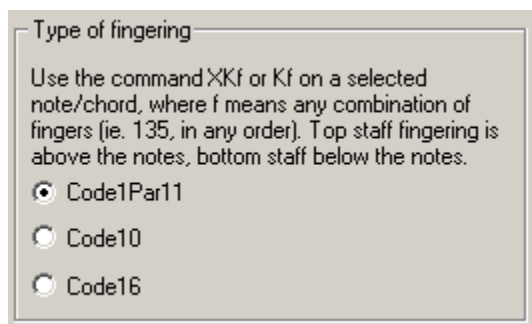 Type of fingering
Use the command XKf or Kf on a selected
note/chord, where f means any combination of
fingers (ie. 135, in any order). Top staff fingering is
above the notes, bottom staff below the notes.
Code1Par11
Code10
Code16